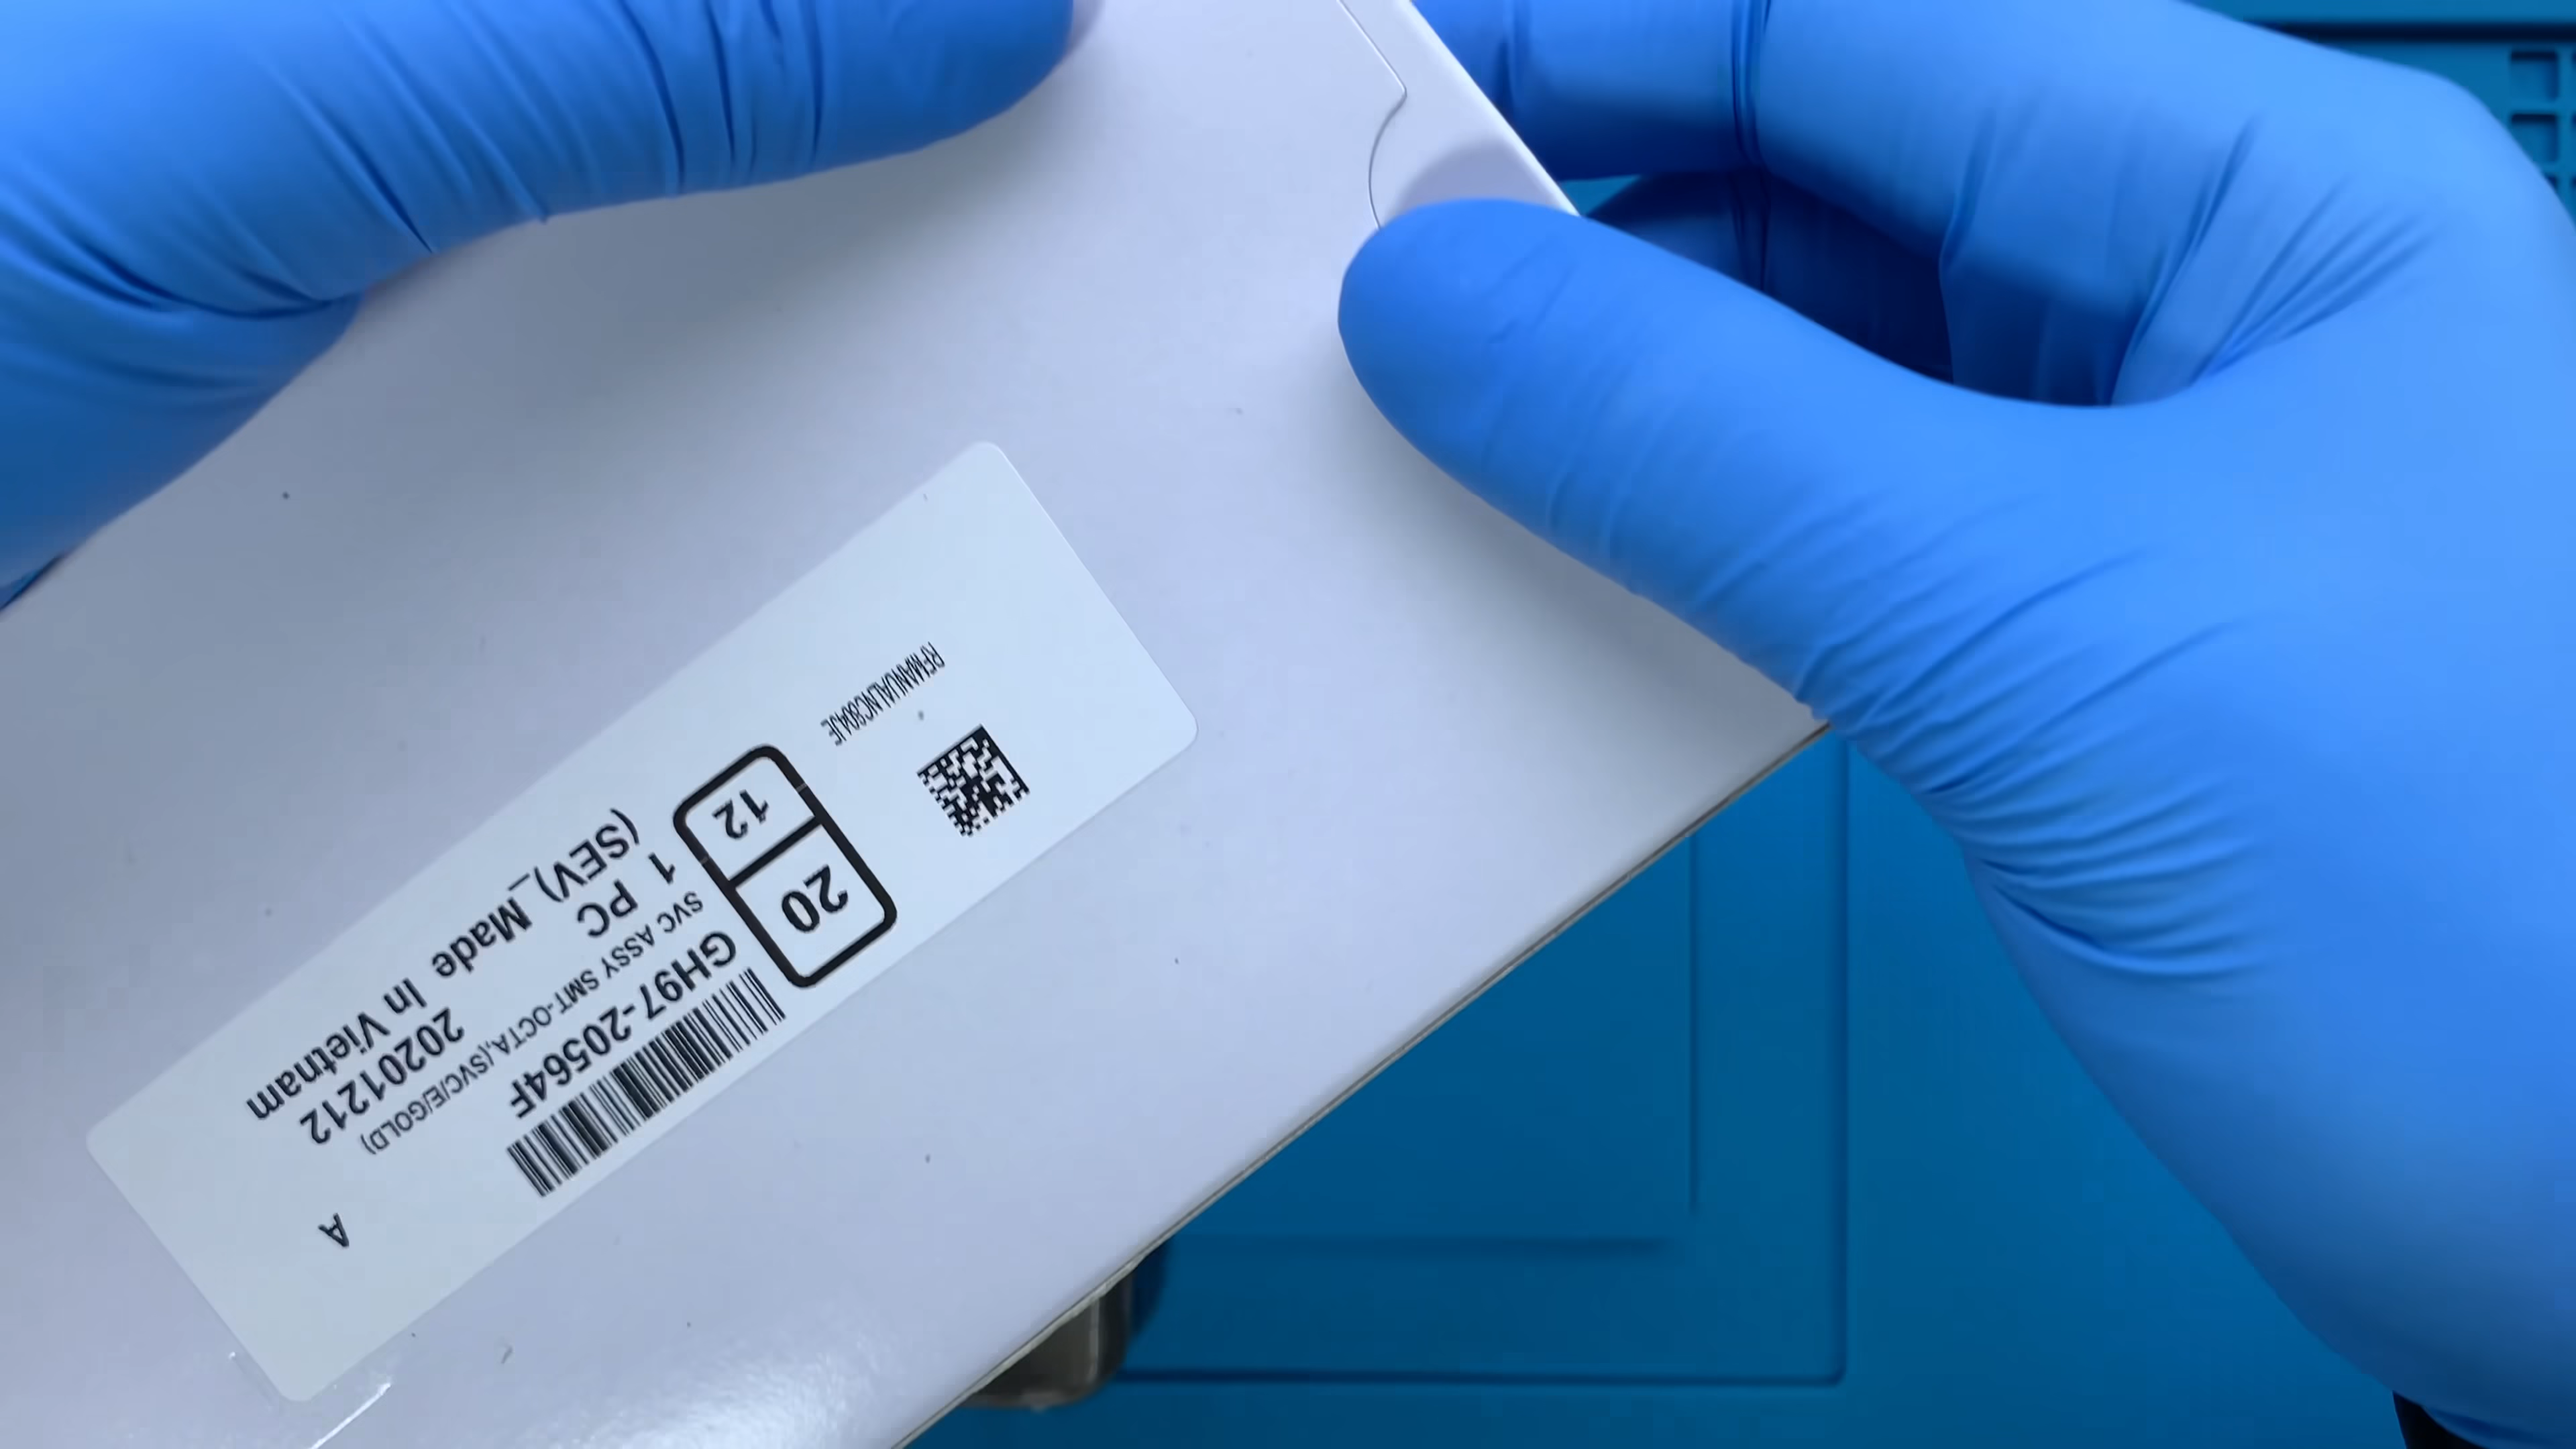 GH97-20564F
SVC ASSY SMT-OCTA,(SVC/E/GOLD)
1 PC
20201212
(SEV)_Made In Vietnam
A
20
12